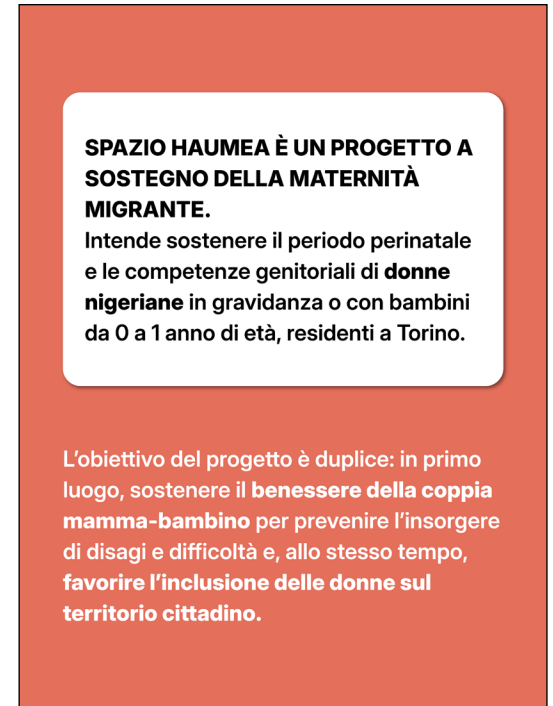 SPAZIO HAUMEA È UN PROGETTO A
SOSTEGNO DELLA MATERNITÀ
MIGRANTE.
Intende sostenere il periodo perinatale
e le competenze genitoriali di donne
nigeriane in gravidanza o con bambini
da 0 a 1 anno di età, residenti a Torino.
L’obiettivo del progetto è duplice: in primo
luogo, sostenere il benessere della coppia
mamma-bambino per prevenire l’insorgere
di disagi e difficoltà e, allo stesso tempo,
favorire l’inclusione delle donne sul
territorio cittadino.